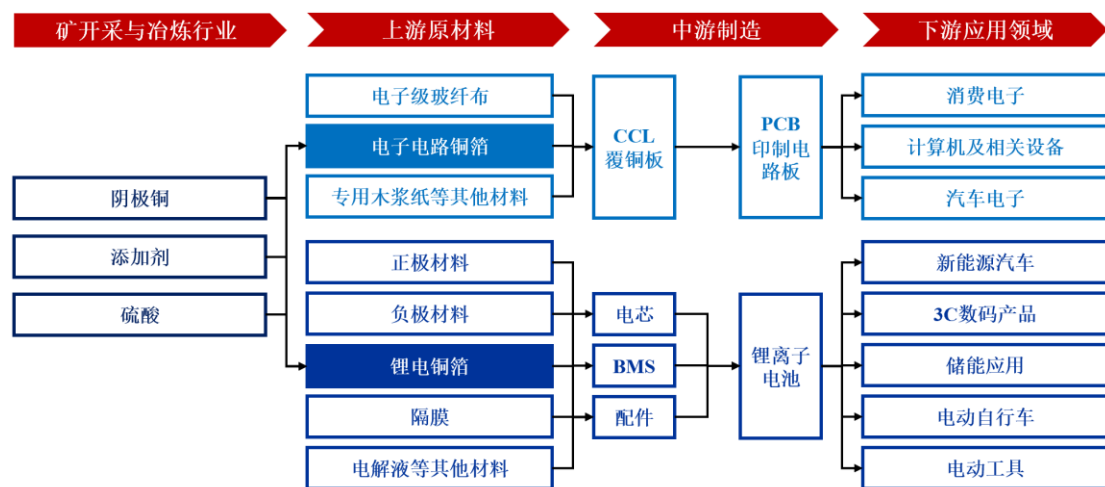 矿开采与冶炼行业
上游原材料
中游制造
下游应用领域
阴极铜
添加剂
硫酸
电子级玻纤布
电子电路铜箔
专用木浆纸等其他材料
CCL
覆铜板
PCB
印制电
路板
消费电子
计算机及相关设备
汽车电子
正极材料
负极材料
锂电铜箔
隔膜
电解液等其他材料
电芯
BMS
配件
锂离子
电池
新能源汽车
3C数码产品
储能应用
电动自行车
电动工具